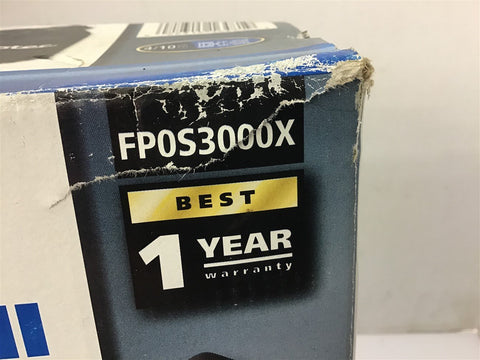 FP0S3000X
BEST
1 YEAR
warranty